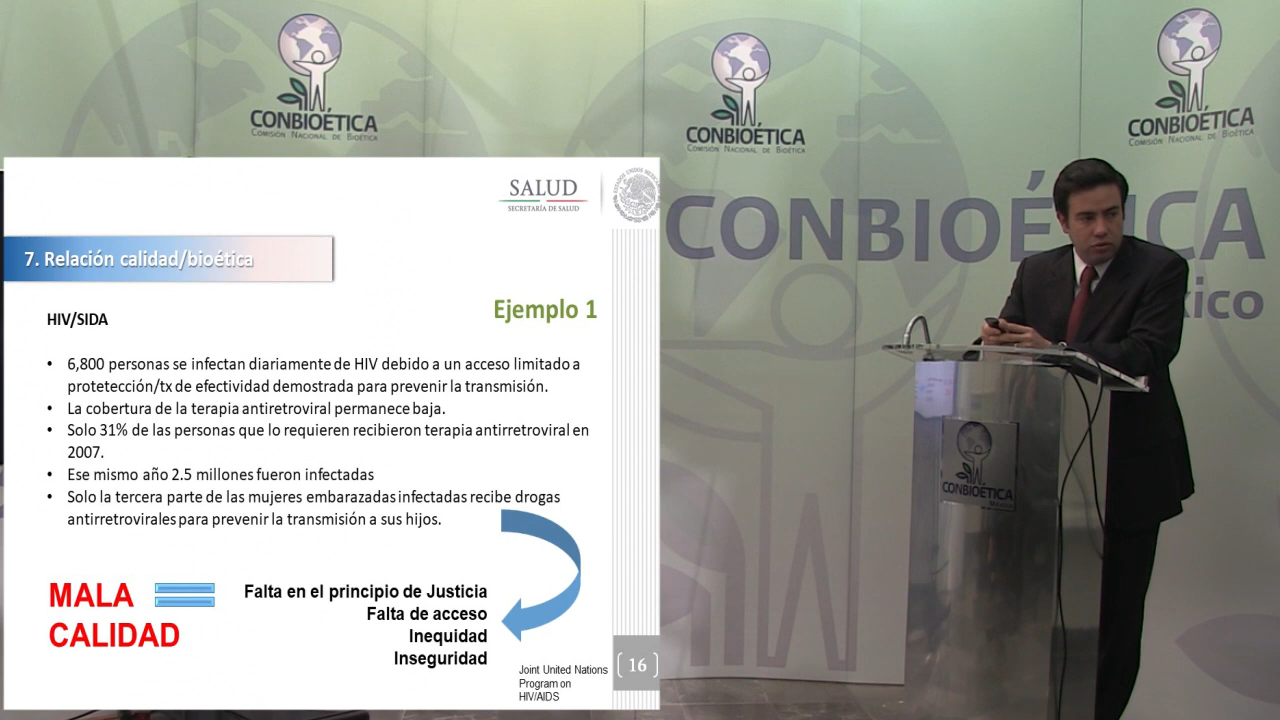 CONBIOÉTICA
COMISIÓN NACIONAL DE BIOÉTICA
CONBIOÉTICA
COMISIÓN NACIONAL DE BIOÉTICA
CONBIOÉTICA
COMISIÓN NACIONAL DE BIOÉTICA
SALUD
SECRETARÍA DE SALUD
7. Relación calidad/bioética
Ejemplo 1
HIV/SIDA
• 6,800 personas se infectan diariamente de HIV debido a un acceso limitado a
protetección/tx de efectividad demostrada para prevenir la transmisión.
• La cobertura de la terapia antiretroviral permanece baja.
• Solo 31% de las personas que lo requieren recibieron terapia antirretroviral en
2007.
• Ese mismo año 2.5 millones fueron infectadas
• Solo la tercera parte de las mujeres embarazadas infectadas recibe drogas
antirretrovirales para prevenir la transmisión a sus hijos.
MALA
CALIDAD
Falta en el principio de Justicia
Falta de acceso
Inequidad
Inseguridad
Joint United Nations
Program on
HIV/AIDS
16
CONBIOÉ CA
xico
CONBIOÉTICA
México